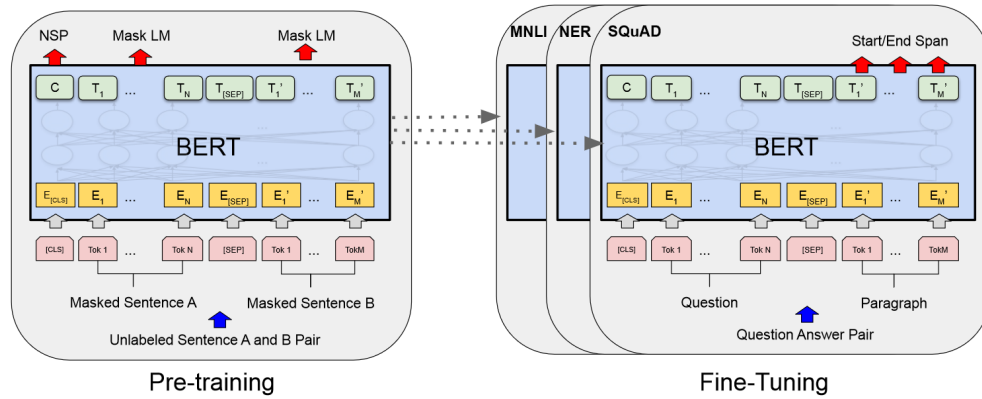 NSP Mask LM Mask LM
C T1 ... TN T[SEP] T1' ... TM'
... ...
BERT
...
E[CLS] E1 ... EN E[SEP] E1' ... EM'
[CLS] Tok 1 ... Tok N [SEP] Tok 1 ... TokM
Masked Sentence A Masked Sentence B
Unlabeled Sentence A and B Pair
Pre-training
MNLI NER SQuAD
Start/End Span
C T1 ... TN T[SEP] T1' ... TM'
... ...
BERT
...
E[CLS] E1 ... EN E[SEP] E1' ... EM'
[CLS] Tok 1 ... Tok N [SEP] Tok 1 ... TokM
Question Paragraph
Question Answer Pair
Fine-Tuning